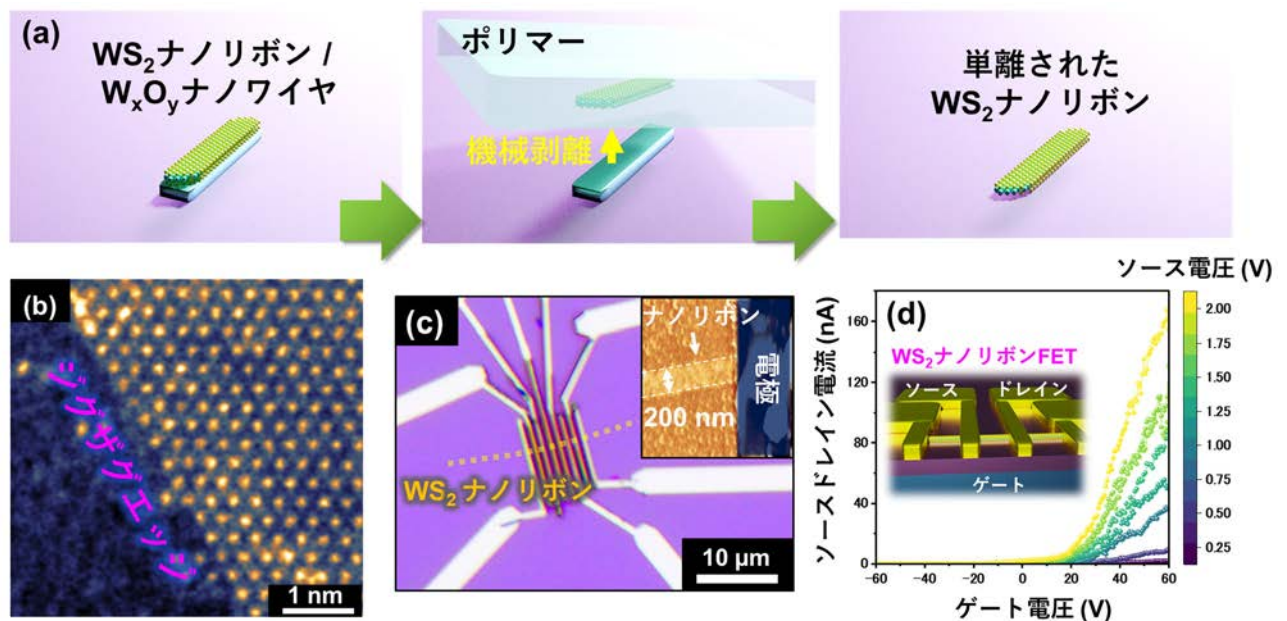 (a)
WS₂ナノリボン /
WₓOᵧナノワイヤ
ポリマー
機械剥離
単離された
WS₂ナノリボン
(b)
ジグザグエッジ
1 nm
(c)
ナノリボン
電極
200 nm
WS₂ ナノリボン
10 μm
ソース電圧 (V)
(d)
WS₂ナノリボンFET
ソース
ドレイン
ゲート
ソースドレイン電流 (nA)
160
120
80
40
0
-60
-40
-20
0
20
40
60
ゲート電圧 (V)
2.00
1.75
1.50
1.25
1.00
0.75
0.50
0.25